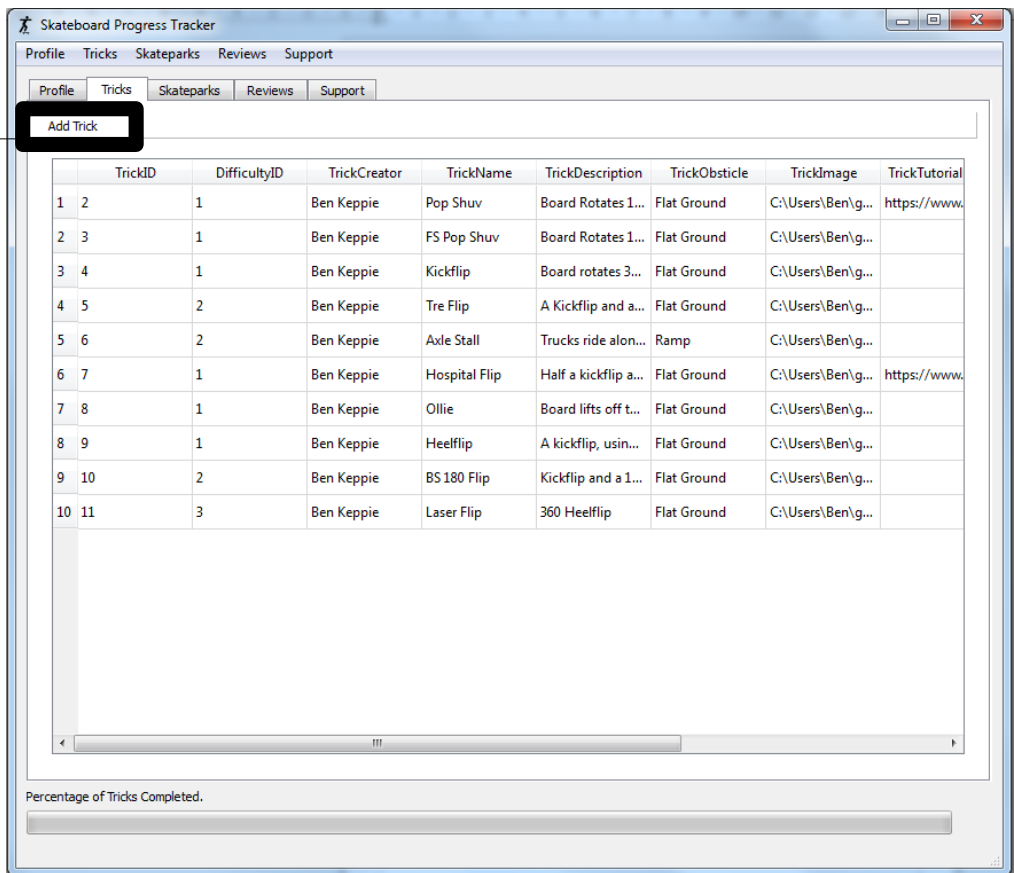 Skateboard Progress Tracker
Profile Tricks Skateparks Reviews Support
Profile Tricks Skateparks Reviews Support
Add Trick
TrickID DifficultyID TrickCreator TrickName TrickDescription TrickObsticle TrickImage TrickTutorial
1 2 1 Ben Keppie Pop Shuv Board Rotates 1... Flat Ground C:\Users\Ben\g... https://www.
2 3 1 Ben Keppie FS Pop Shuv Board Rotates 1... Flat Ground C:\Users\Ben\g...
3 4 1 Ben Keppie Kickflip Board rotates 3... Flat Ground C:\Users\Ben\g...
4 5 2 Ben Keppie Tre Flip A Kickflip and a... Flat Ground C:\Users\Ben\g...
5 6 2 Ben Keppie Axle Stall Trucks ride alon... Ramp C:\Users\Ben\g...
6 7 1 Ben Keppie Hospital Flip Half a kickflip a... Flat Ground C:\Users\Ben\g... https://www.
7 8 1 Ben Keppie Ollie Board lifts off t... Flat Ground C:\Users\Ben\g...
8 9 1 Ben Keppie Heelflip A kickflip, usin... Flat Ground C:\Users\Ben\g...
9 10 2 Ben Keppie BS 180 Flip Kickflip and a 1... Flat Ground C:\Users\Ben\g...
10 11 3 Ben Keppie Laser Flip 360 Heelflip Flat Ground C:\Users\Ben\g...
Percentage of Tricks Completed.